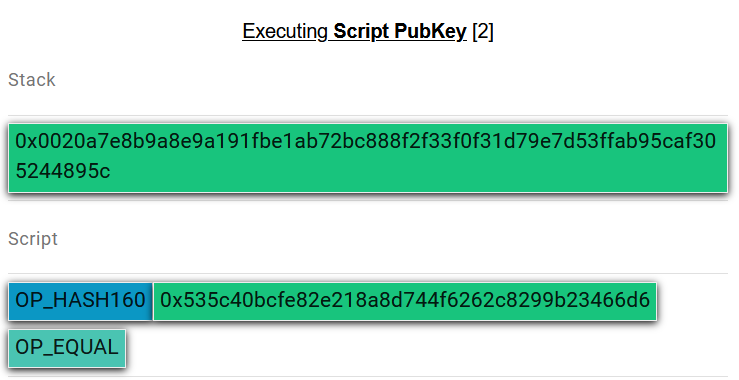 Executing Script PubKey [2]
Stack
0x0020a7e8b9a8e9a191fbe1ab72bc888f2f33f0f31d79e7d53ffab95caf30
5244895c
Script
OP_HASH160 0x535c40bcfe82e218a8d744f6262c8299b23466d6
OP_EQUAL